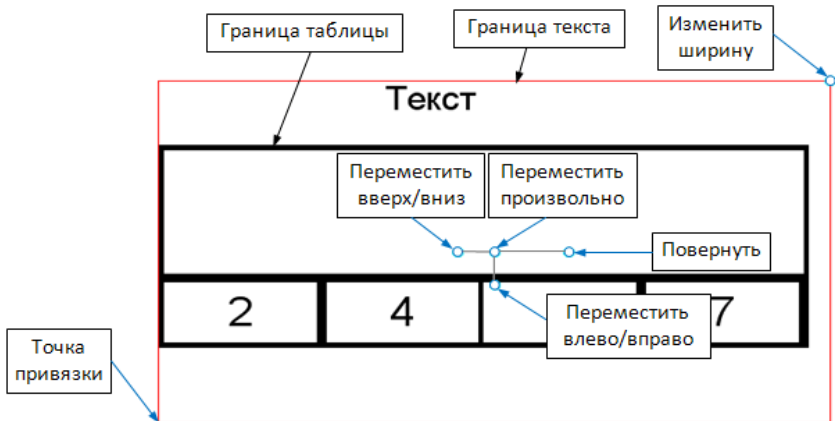 Граница таблицы
Граница текста
Изменить
ширину
Текст
Переместить
вверх/вниз
Переместить
произвольно
Повернуть
2
4
7
Переместить
влево/вправо
Точка
привязки